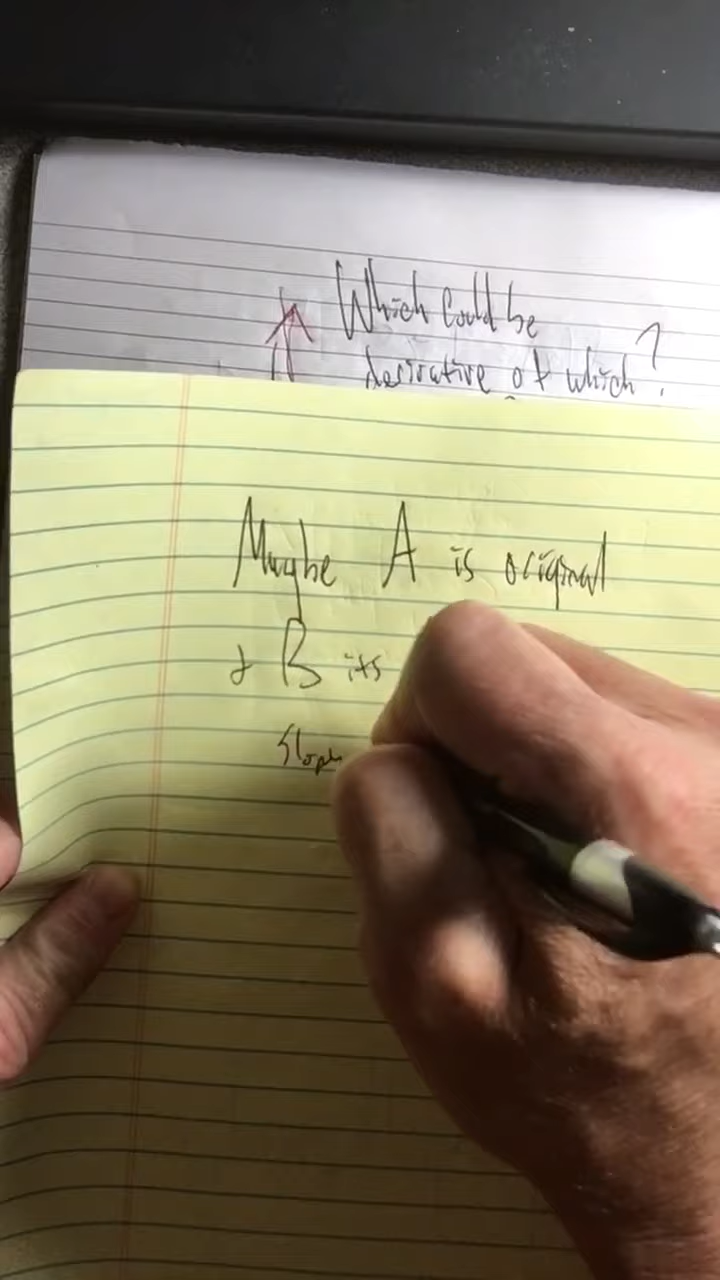 Which could be
derivative of which?
Maybe A is original
& B its
slope